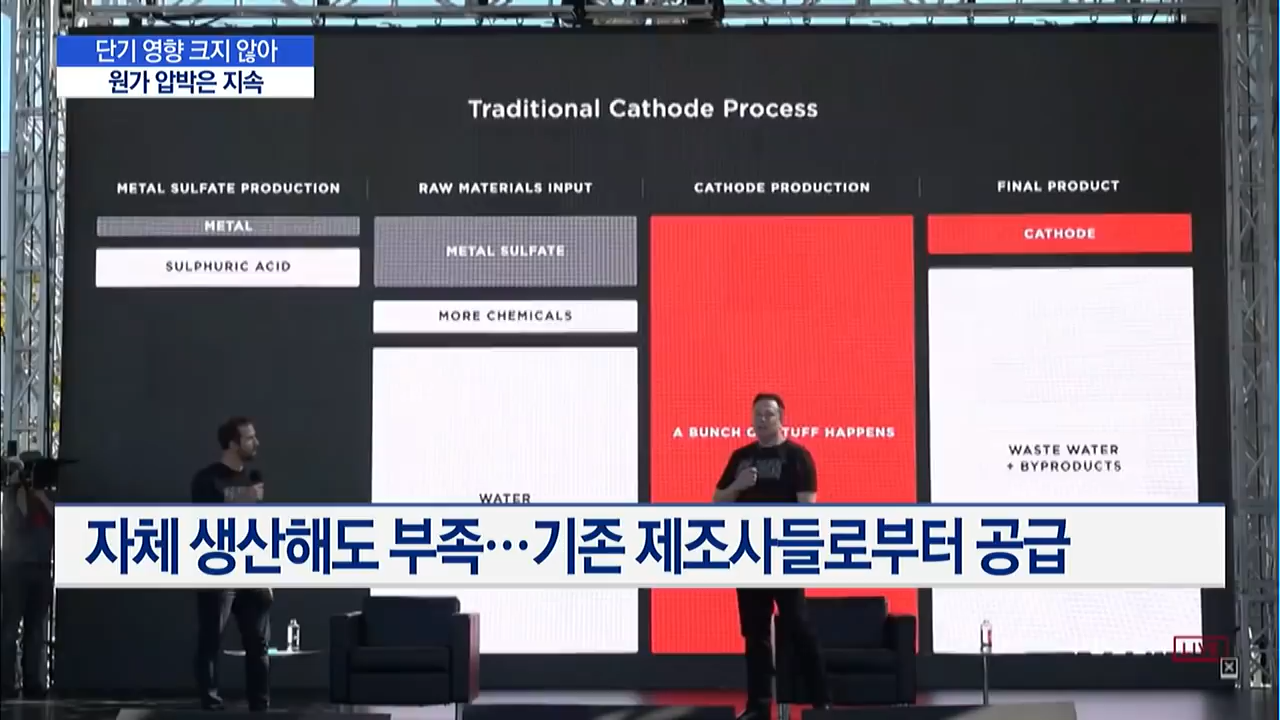 단기 영향 크지 않아
원가 압박은 지속
Traditional Cathode Process
METAL SULFATE PRODUCTION
METAL
SULPHURIC ACID
RAW MATERIALS INPUT
METAL SULFATE
MORE CHEMICALS
WATER
CATHODE PRODUCTION
A BUNCH STUFF HAPPENS
FINAL PRODUCT
CATHODE
WASTE WATER
+ BYPRODUCTS
자체 생산해도 부족…기존 제조사들로부터 공급
LIVE